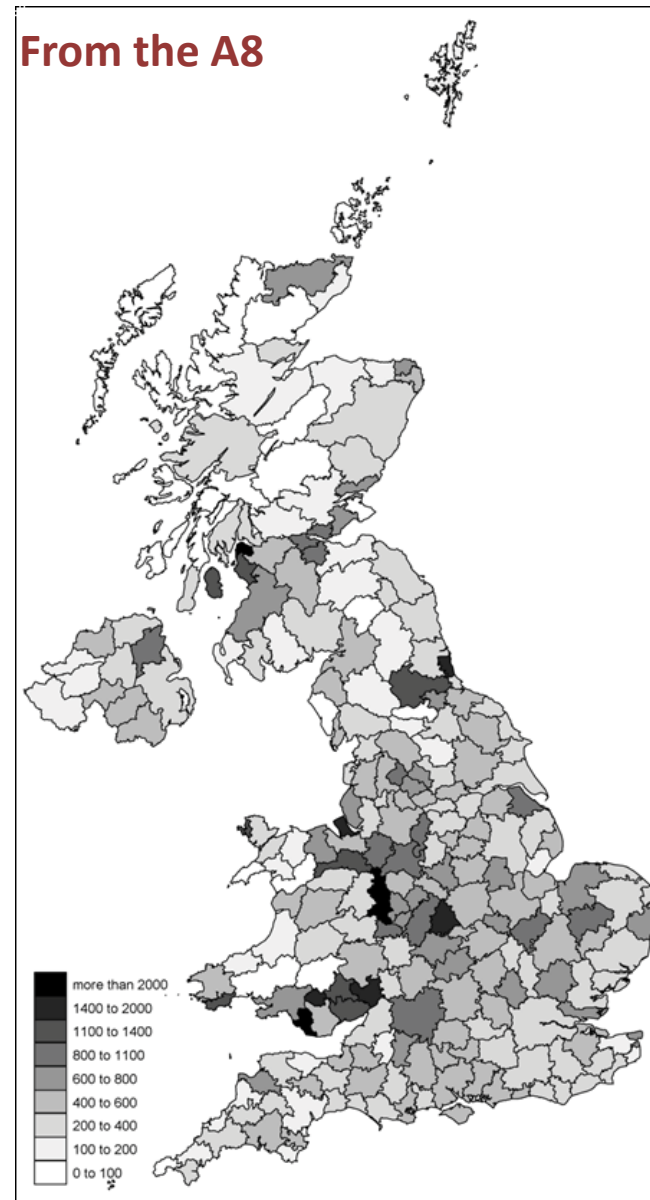 From the A8
more than 2000
1400 to 2000
1100 to 1400
800 to 1100
600 to 800
400 to 600
200 to 400
100 to 200
0 to 100